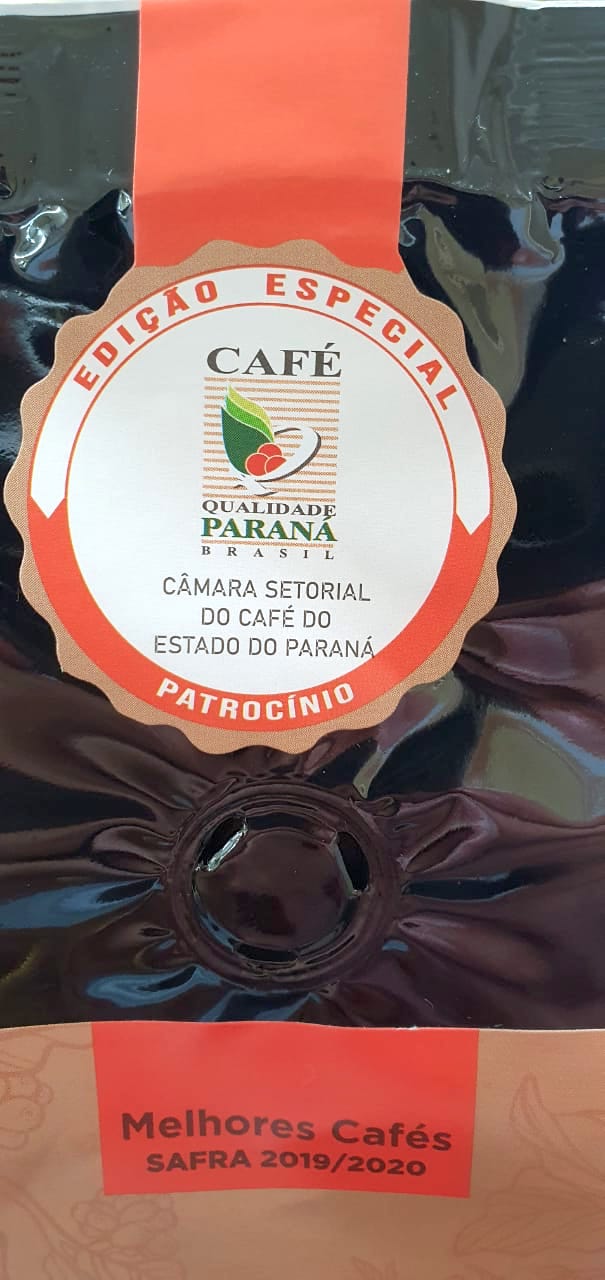 EDIÇÃO ESPECIAL
CAFÉ
QUALIDADE
PARANÁ
BRASIL
CÂMARA SETORIAL
DO CAFÉ DO
ESTADO DO PARANÁ
PATROCÍNIO
Melhores Cafés
SAFRA 2019/2020